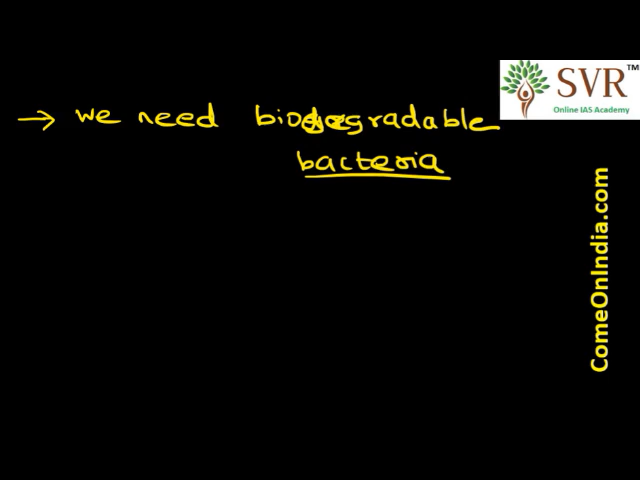 → we need biodegradable
bacteria
SVR™
Online IAS Academy
ComeOnIndia.com